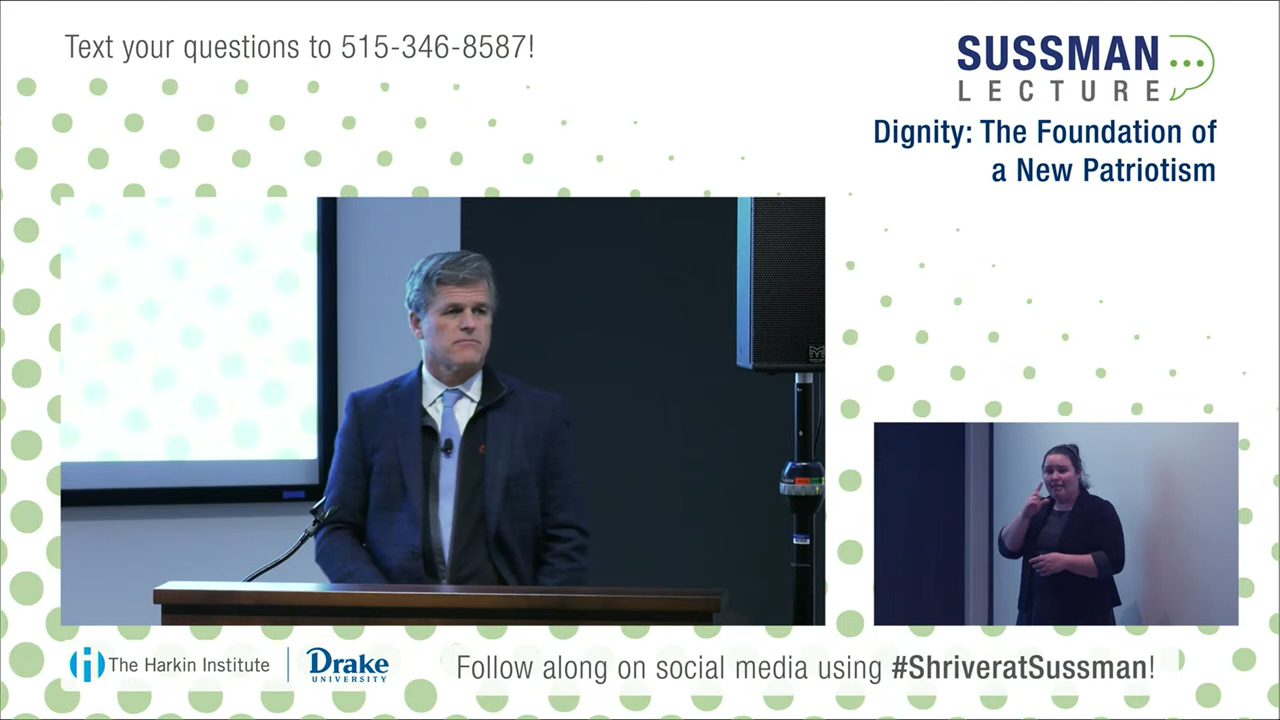 Text your questions to 515-346-8587!
SUSSMAN
LECTURE
Dignity: The Foundation of
a New Patriotism
The Harkin Institute
Drake
UNIVERSITY
Follow along on social media using #ShriveratSussman!